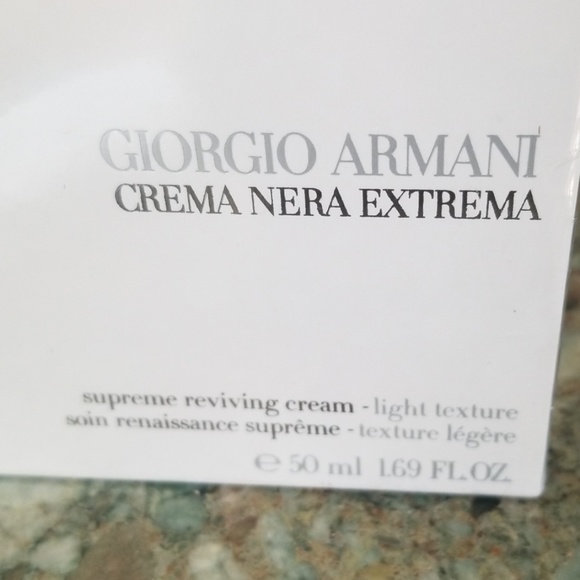 GIORGIO ARMANI
CREMA NERA EXTREMA
supreme reviving cream - light texture
soin renaissance suprême - texture légère
℮ 50 ml 1.69 FL.OZ.